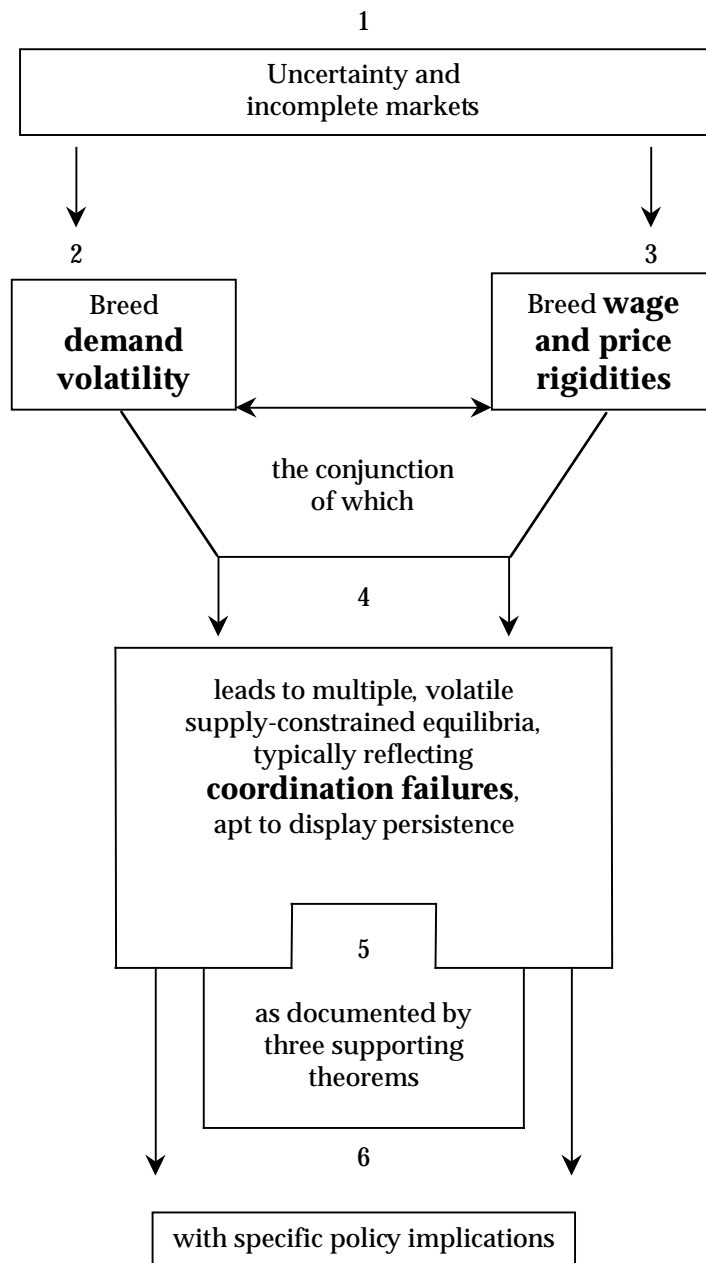 1
Uncertainty and
incomplete markets
2
3
Breed
demand
volatility
Breed wage
and price
rigidities
the conjunction
of which
4
leads to multiple, volatile
supply-constrained equilibria,
typically reflecting
coordination failures,
apt to display persistence
5
as documented by
three supporting
theorems
6
with specific policy implications